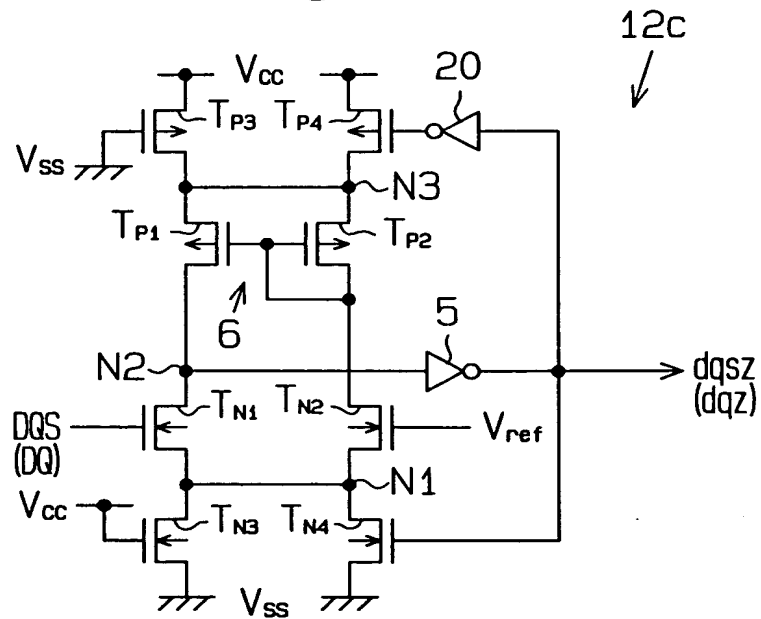 12c
Vcc
20
TP3
TP4
Vss
N3
TP1
TP2
6
5
N2
dqsz
(dqz)
TN1
TN2
DQS
(DQ)
Vref
N1
Vcc
TN3
TN4
Vss